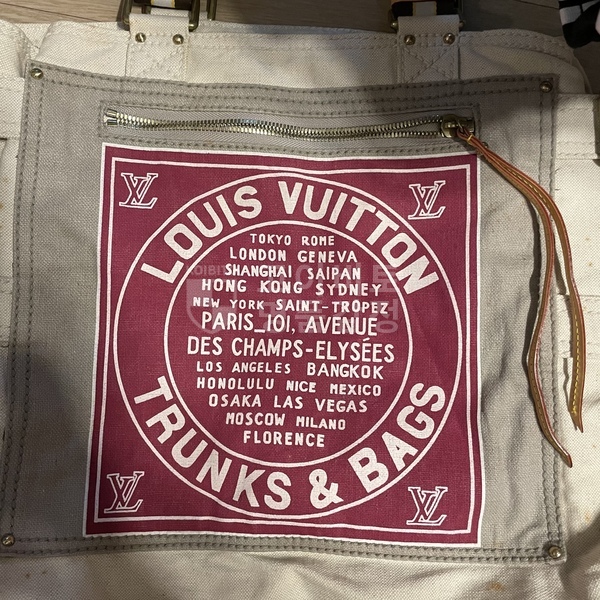 LV LV
LOUIS VUITTON
TOKYO ROME
LONDON GENEVA
SHANGHAI SAIPAN
HONG KONG SYDNEY
NEW YORK SAINT-TROPEZ
PARIS_101, AVENUE
DES CHAMPS-ELYSÉES
LOS ANGELES BANGKOK
HONOLULU NICE MEXICO
OSAKA LAS VEGAS
MOSCOW MILANO
FLORENCE
TRUNKS & BAGS
LV LV